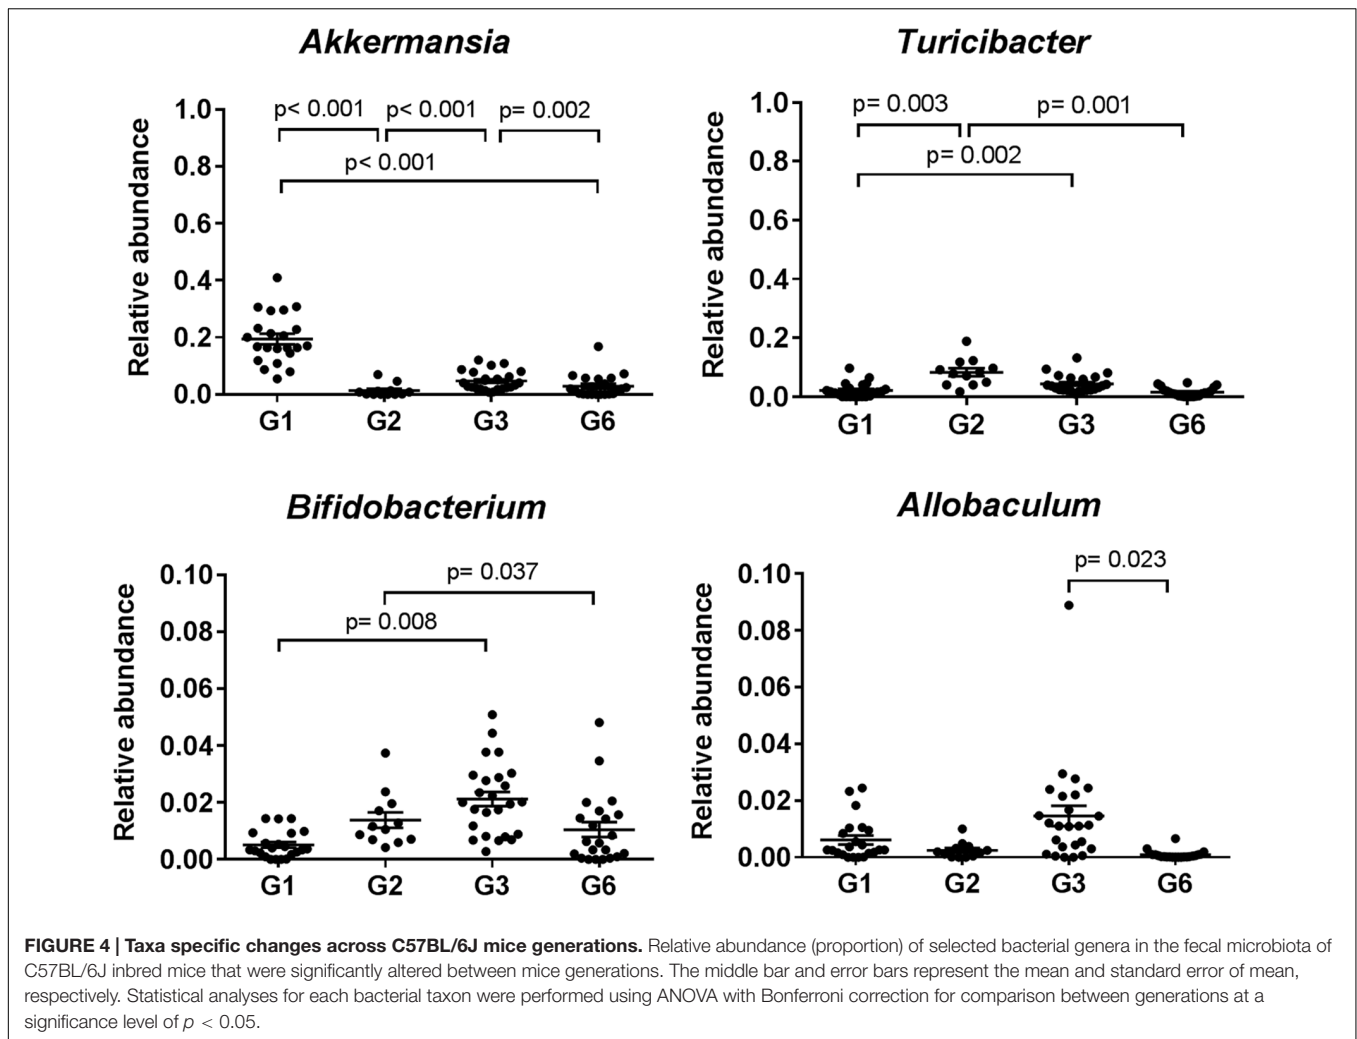 Akkermansia
Relative abundance
1.0
0.8
0.6
0.4
0.2
0.0
p< 0.001 p< 0.001 p= 0.002
p< 0.001
G1 G2 G3 G6
Turicibacter
Relative abundance
1.0
0.8
0.6
0.4
0.2
0.0
p= 0.003 p= 0.001
p= 0.002
G1 G2 G3 G6
Bifidobacterium
Relative abundance
0.10
0.08
0.06
0.04
0.02
0.00
p= 0.037
p= 0.008
G1 G2 G3 G6
Allobaculum
Relative abundance
0.10
0.08
0.06
0.04
0.02
0.00
p= 0.023
G1 G2 G3 G6
FIGURE 4 | Taxa specific changes across C57BL/6J mice generations. Relative abundance (proportion) of selected bacterial genera in the fecal microbiota of
C57BL/6J inbred mice that were significantly altered between mice generations. The middle bar and error bars represent the mean and standard error of mean,
respectively. Statistical analyses for each bacterial taxon were performed using ANOVA with Bonferroni correction for comparison between generations at a
significance level of p < 0.05.